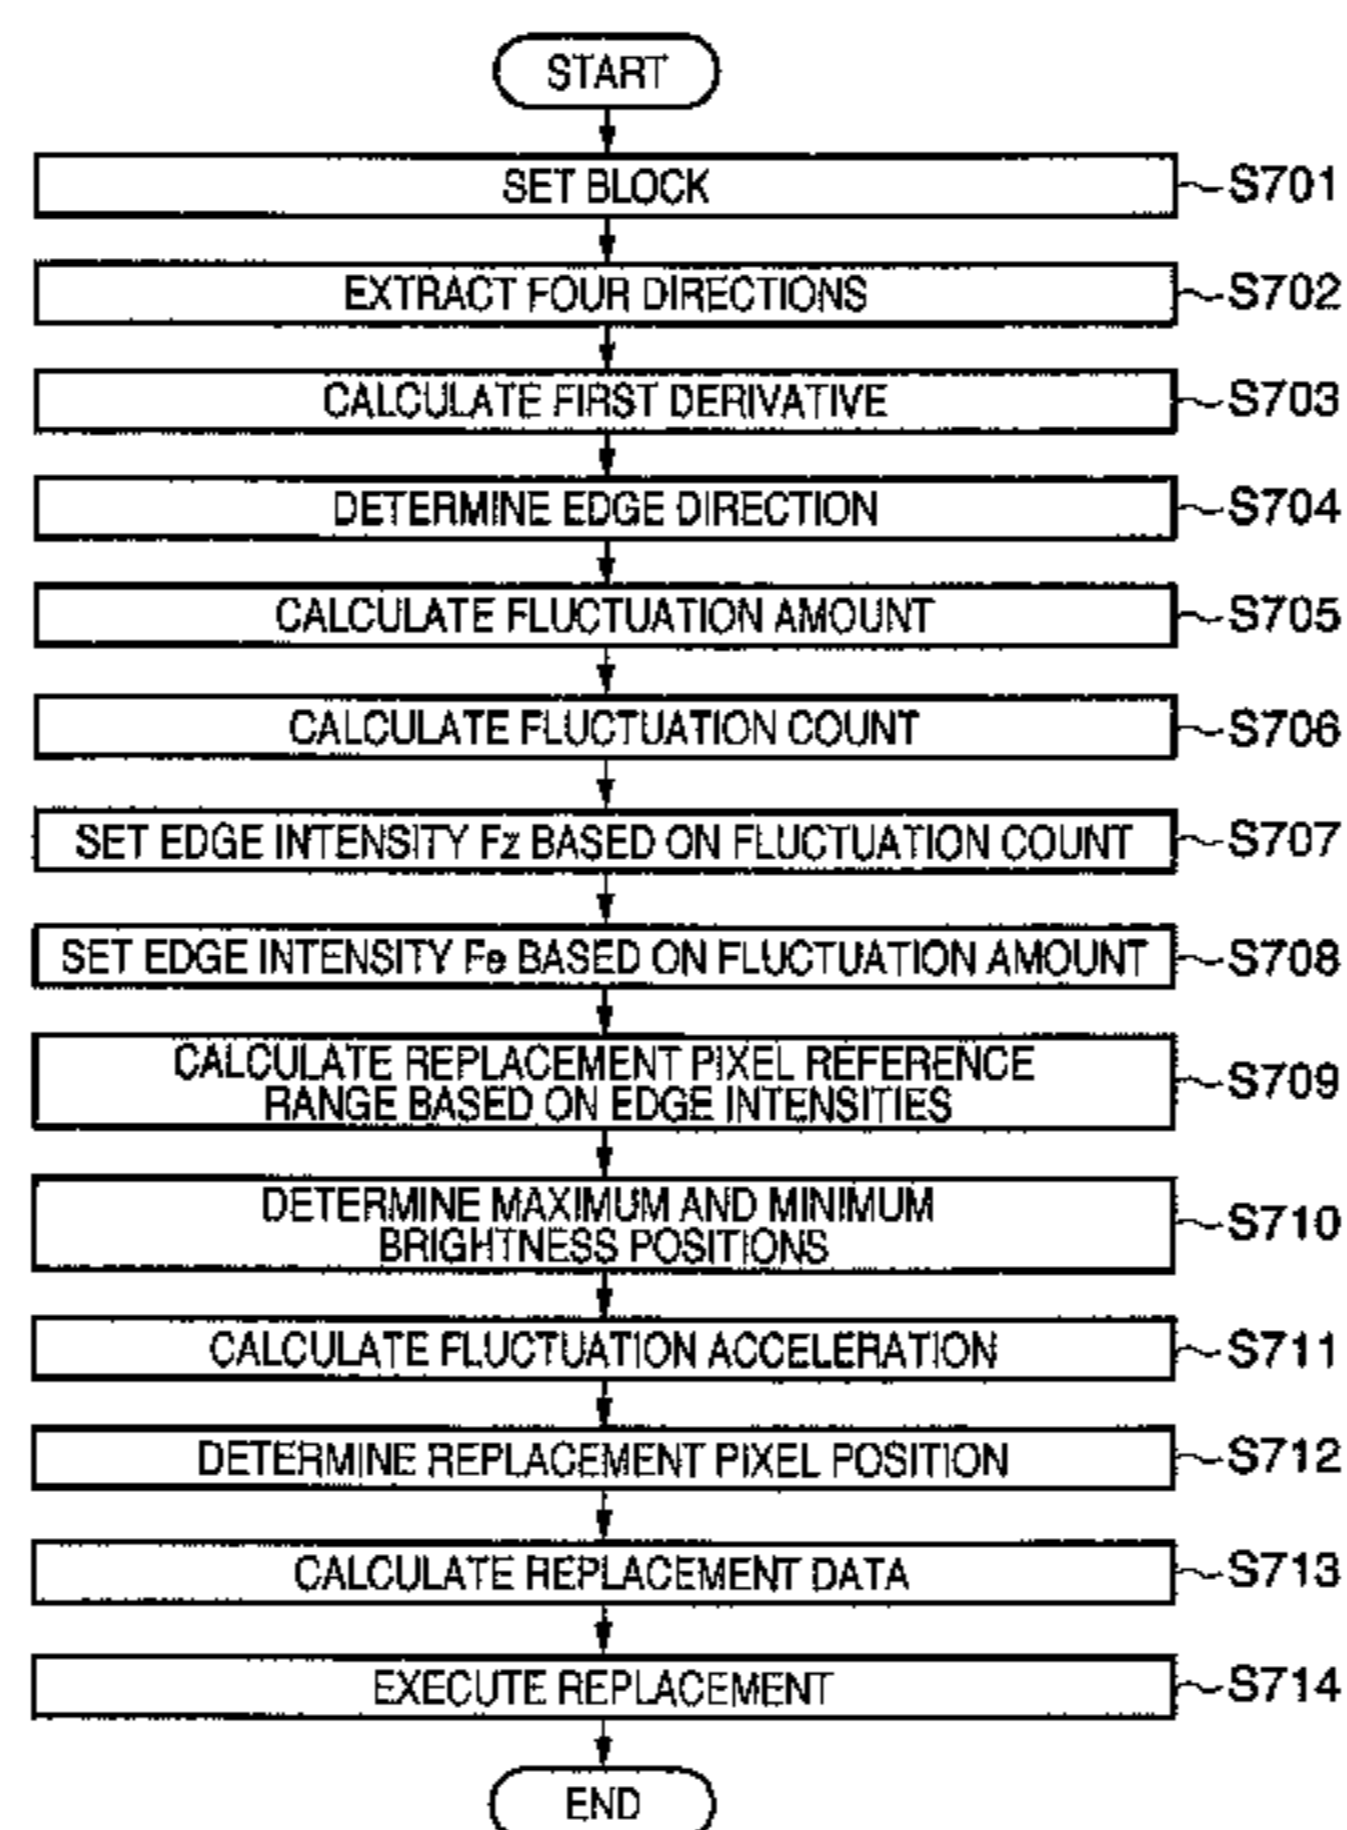 START
SET BLOCK ~S701
EXTRACT FOUR DIRECTIONS ~S702
CALCULATE FIRST DERIVATIVE ~S703
DETERMINE EDGE DIRECTION ~S704
CALCULATE FLUCTUATION AMOUNT ~S705
CALCULATE FLUCTUATION COUNT ~S706
SET EDGE INTENSITY Fz BASED ON FLUCTUATION COUNT ~S707
SET EDGE INTENSITY Fe BASED ON FLUCTUATION AMOUNT ~S708
CALCULATE REPLACEMENT PIXEL REFERENCE
RANGE BASED ON EDGE INTENSITIES ~S709
DETERMINE MAXIMUM AND MINIMUM
BRIGHTNESS POSITIONS ~S710
CALCULATE FLUCTUATION ACCELERATION ~S711
DETERMINE REPLACEMENT PIXEL POSITION ~S712
CALCULATE REPLACEMENT DATA ~S713
EXECUTE REPLACEMENT ~S714
END